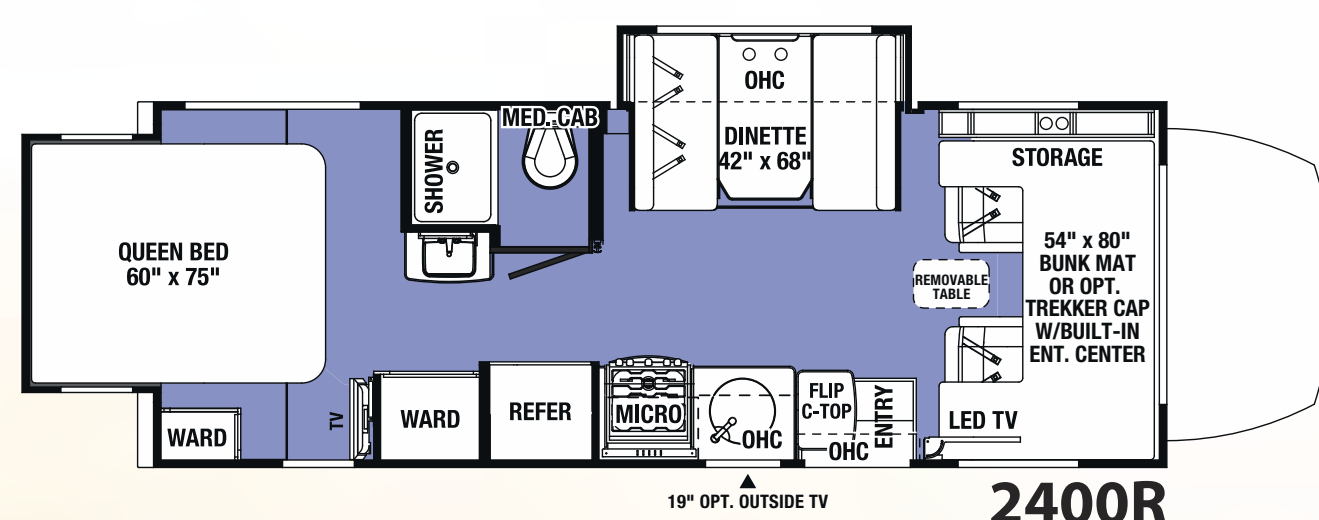 MED. CAB
SHOWER
OHC
DINETTE
42" x 68"
STORAGE
QUEEN BED
60" x 75"
54" x 80"
BUNK MAT
OR OPT.
TREKKER CAP
W/BUILT-IN
ENT. CENTER
REMOVABLE
TABLE
WARD
TV
WARD
REFER
MICRO
OHC
FLIP
C-TOP
OHC
ENTRY
LED TV
19" OPT. OUTSIDE TV
2400R